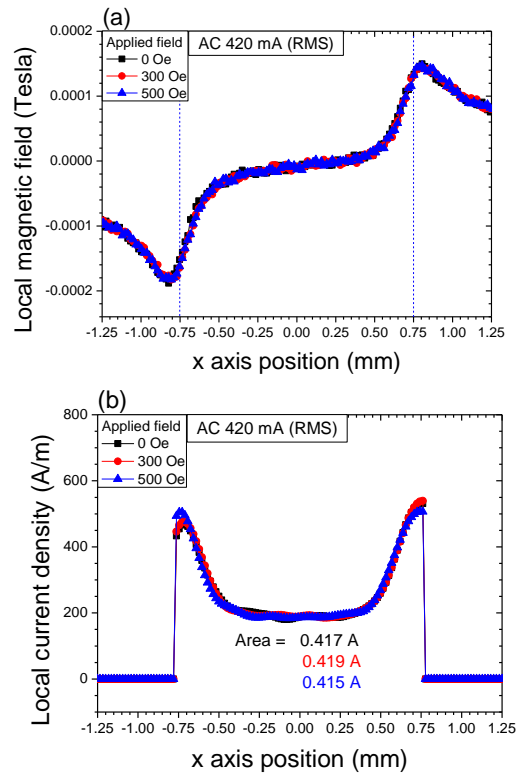 (a)
Applied field
0 Oe
300 Oe
500 Oe
AC 420 mA (RMS)
Local magnetic field (Tesla)
0.0002
0.0001
0.0000
-0.0001
-0.0002
-1.25 -1.00 -0.75 -0.50 -0.25 0.00 0.25 0.50 0.75 1.00 1.25
x axis position (mm)
(b)
Applied field
0 Oe
300 Oe
500 Oe
AC 420 mA (RMS)
Local current density (A/m)
800
600
400
200
0
Area = 0.417 A
0.419 A
0.415 A
-1.25 -1.00 -0.75 -0.50 -0.25 0.00 0.25 0.50 0.75 1.00 1.25
x axis position (mm)